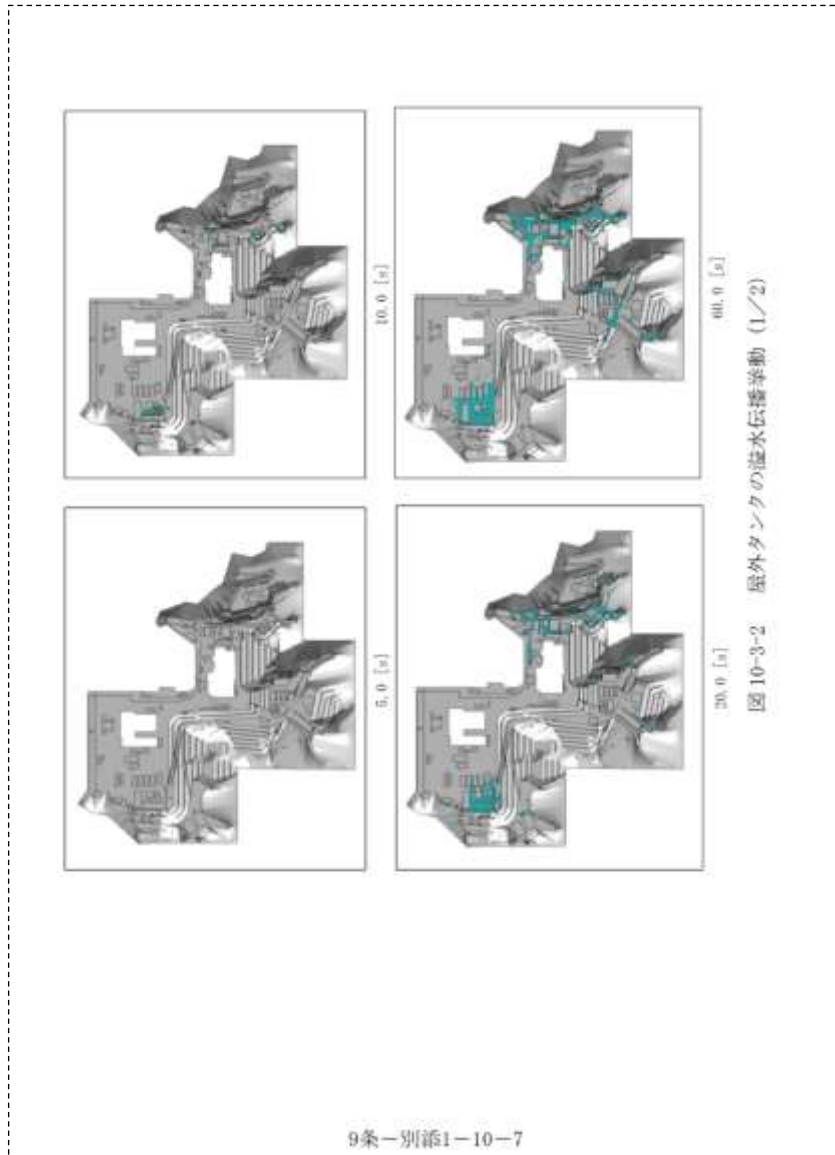 5.0 [s]
10.0 [s]
20.0 [s]
60.0 [s]
図 10-3-2 屋外タンクの溢水伝播挙動 (1/2)
9条－別添1－10－7